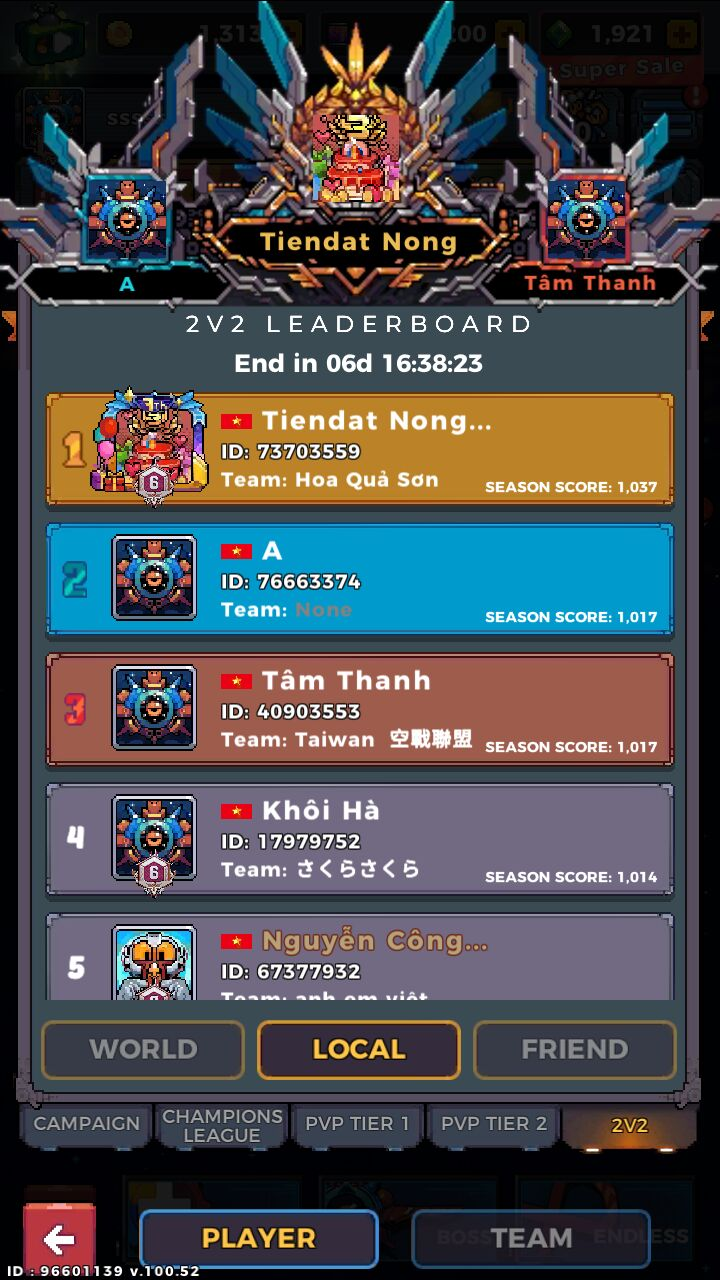 1,313
1,921
Super Sale
Tiendat Nong
A
Tâm Thanh
2V2 LEADERBOARD
End in 06d 16:38:23
1
Tiendat Nong...
ID: 73703559
Team: Hoa Quả Sơn
SEASON SCORE: 1,037
6
2
A
ID: 76663374
Team: None
SEASON SCORE: 1,017
3
Tâm Thanh
ID: 40903553
Team: Taiwan 空戰聯盟
SEASON SCORE: 1,017
4
Khôi Hà
ID: 17979752
Team: さくらさくら
SEASON SCORE: 1,014
6
5
Nguyễn Công...
ID: 67377932
Team: anh em việt
WORLD
LOCAL
FRIEND
CAMPAIGN
CHAMPIONS
LEAGUE
PVP TIER 1
PVP TIER 2
2V2
PLAYER
BOSS
TEAM
ENDLESS
ID : 96601139 v.100.52